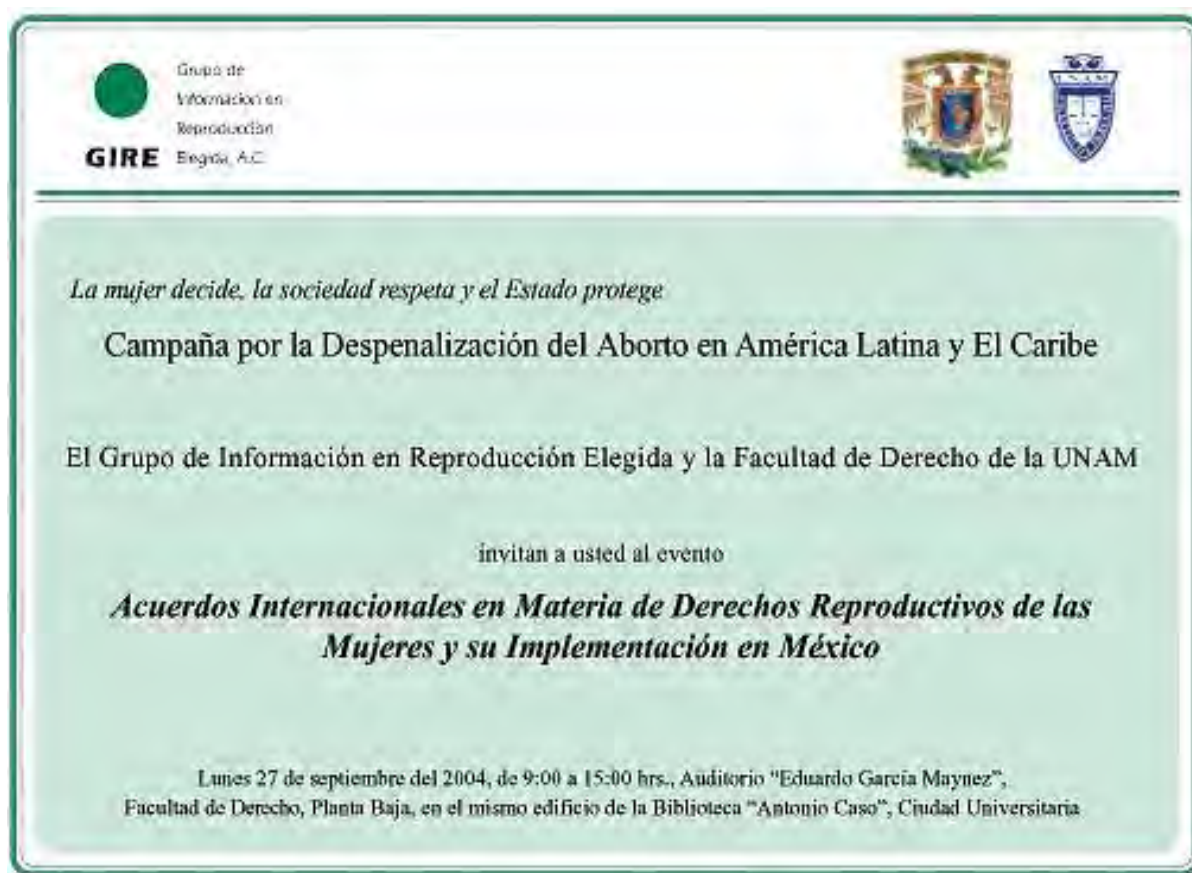 Grupo de
Información en
Reproducción
GIRE Elegida, A.C.
UNAM
La mujer decide, la sociedad respeta y el Estado protege
Campaña por la Despenalización del Aborto en América Latina y El Caribe
El Grupo de Información en Reproducción Elegida y la Facultad de Derecho de la UNAM
invitan a usted al evento
Acuerdos Internacionales en Materia de Derechos Reproductivos de las
Mujeres y su Implementación en México
Lunes 27 de septiembre del 2004, de 9:00 a 15:00 hrs., Auditorio “Eduardo García Maynez”,
Facultad de Derecho, Planta Baja, en el mismo edificio de la Biblioteca “Antonio Caso”, Ciudad Universitaria